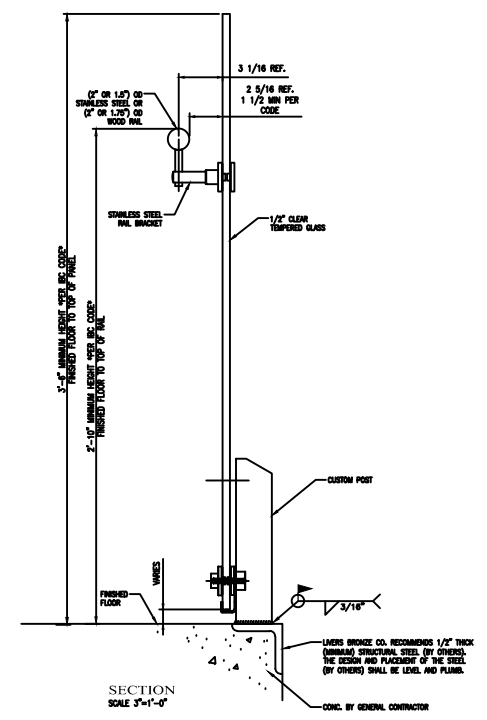 3 1/16 REF.
2 5/16 REF.
1 1/2 MIN PER
CODE
(2" OR 1.5") OD
STAINLESS STEEL OR
(2" OR 1.75") OD
WOOD RAIL
STAINLESS STEEL
RAIL BRACKET
1/2" CLEAR
TEMPERED GLASS
3'-6" MINIMUM HEIGHT *PER IBC CODE*
FINISHED FLOOR TO TOP OF PANEL
2'-10" MINIMUM HEIGHT *PER IBC CODE*
FINISHED FLOOR TO TOP OF RAIL
CUSTOM POST
VARIES
FINISHED
FLOOR
3/16"
LIVERS BRONZE CO. RECOMMENDS 1/2" THICK
(MINIMUM) STRUCTURAL STEEL (BY OTHERS).
THE DESIGN AND PLACEMENT OF THE STEEL
(BY OTHERS) SHALL BE LEVEL AND PLUMB.
CONC. BY GENERAL CONTRACTOR
SECTION
SCALE 3"=1'-0"